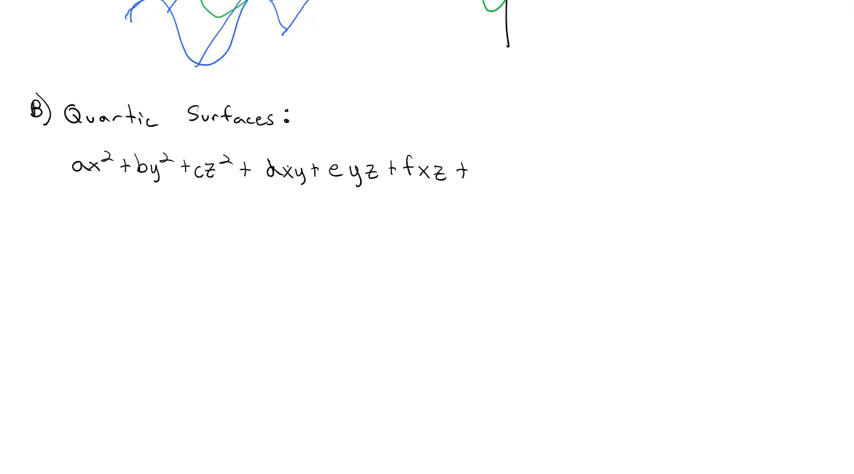 B) Quartic Surfaces:
ax² + by² + cz² + dxy + eyz + fxz +